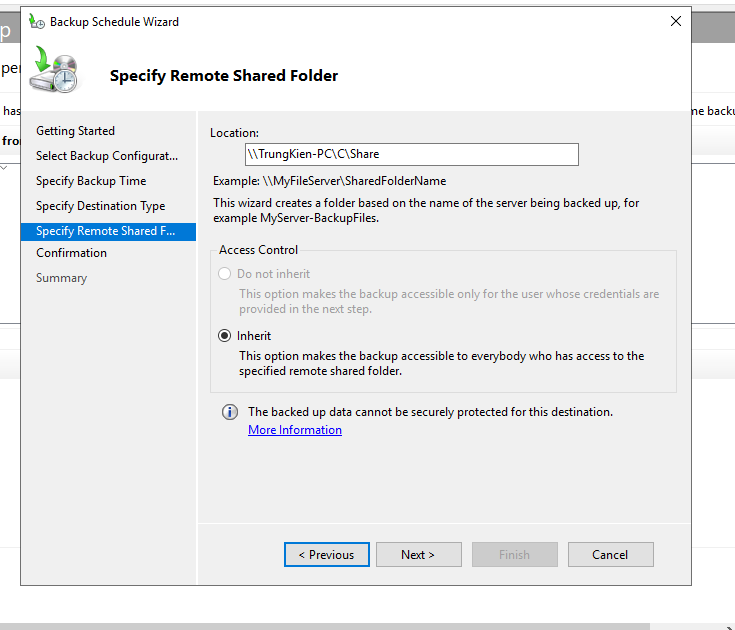 Backup Schedule Wizard
p
Specify Remote Shared Folder
per
has
me backu
fro
Getting Started
Select Backup Configurat...
Specify Backup Time
Specify Destination Type
Specify Remote Shared F...
Confirmation
Summary
Location:
\\TrungKien-PC\C\Share
Example: \\MyFileServer\SharedFolderName
This wizard creates a folder based on the name of the server being backed up, for
example MyServer-BackupFiles.
Access Control
Do not inherit
This option makes the backup accessible only for the user whose credentials are
provided in the next step.
Inherit
This option makes the backup accessible to everybody who has access to the
specified remote shared folder.
The backed up data cannot be securely protected for this destination.
More Information
< Previous
Next >
Finish
Cancel